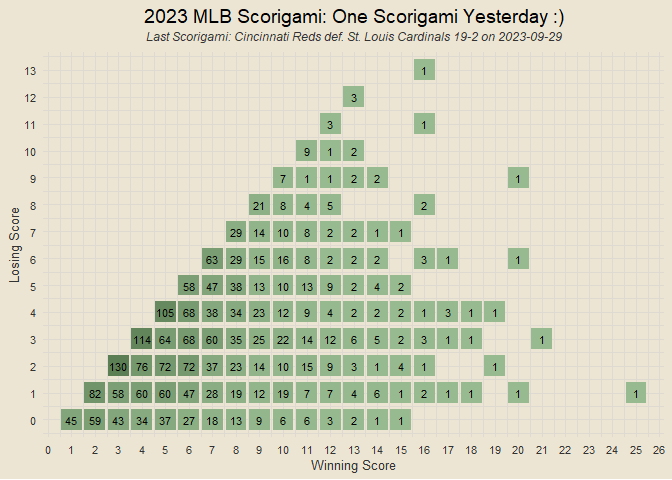 2023 MLB Scorigami: One Scorigami Yesterday :)
Last Scorigami: Cincinnati Reds def. St. Louis Cardinals 19-2 on 2023-09-29
Losing Score
13 1
12 3
11 3 1
10 9 1 2
9 7 1 1 2 2 1
8 21 8 4 5 2
7 29 14 10 8 2 2 1 1
6 63 29 15 16 8 2 2 2 3 1 1
5 58 47 38 13 10 13 9 2 4 2
4 105 68 38 34 23 12 9 4 2 2 2 1 3 1 1
3 114 64 68 60 35 25 22 14 12 6 5 2 3 1 1 1
2 130 76 72 72 37 23 14 10 15 9 3 1 4 1 1
1 82 58 60 60 47 28 19 12 19 7 7 4 6 1 2 1 1 1 1
0 45 59 43 34 37 27 18 13 9 6 6 3 2 1 1
0 1 2 3 4 5 6 7 8 9 10 11 12 13 14 15 16 17 18 19 20 21 22 23 24 25 26
Winning Score